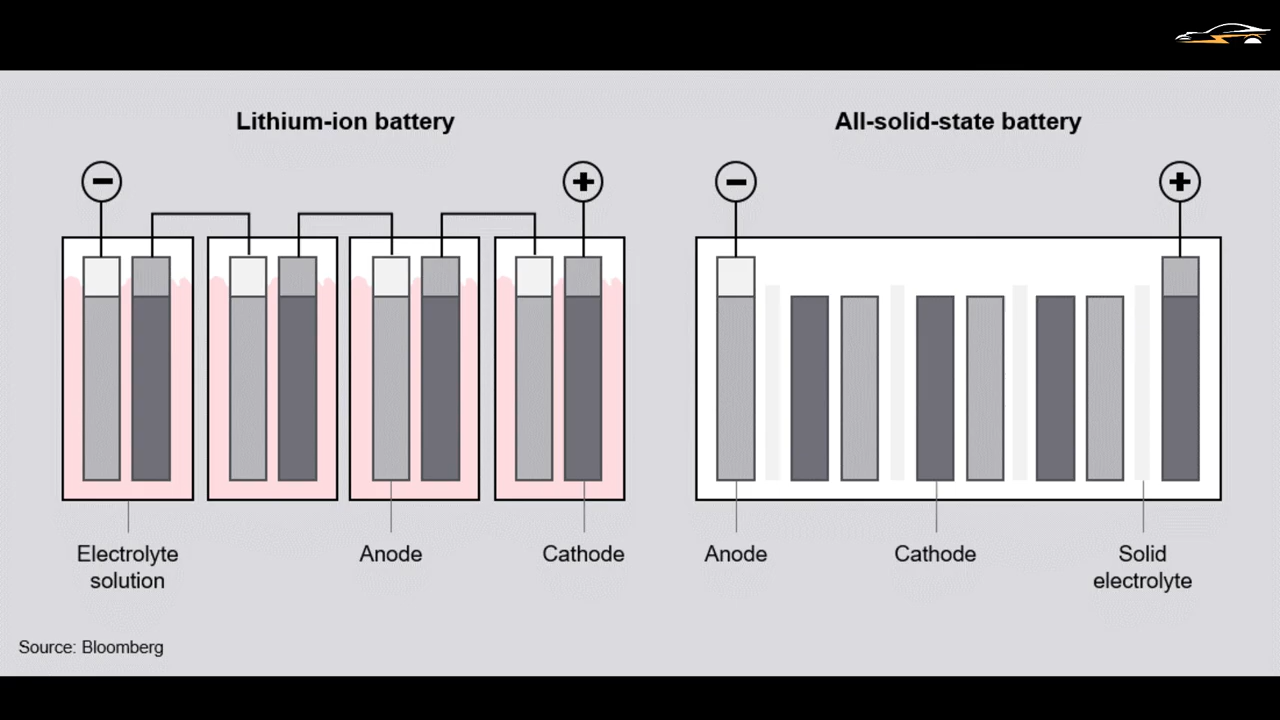 Lithium-ion battery
All-solid-state battery
Electrolyte
solution
Anode
Cathode
Anode
Cathode
Solid
electrolyte
Source: Bloomberg